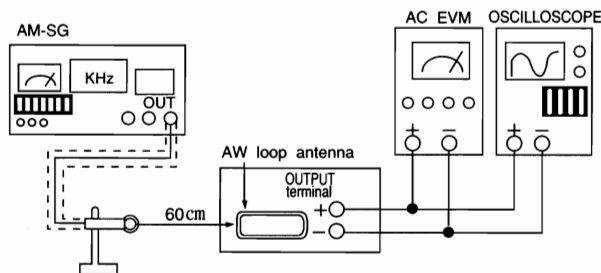 AM-SG
KHz
OUT
AC EVM
OSCILLOSCOPE
+ −
+ −
AW loop antenna
OUTPUT
terminal
+
−
60cm